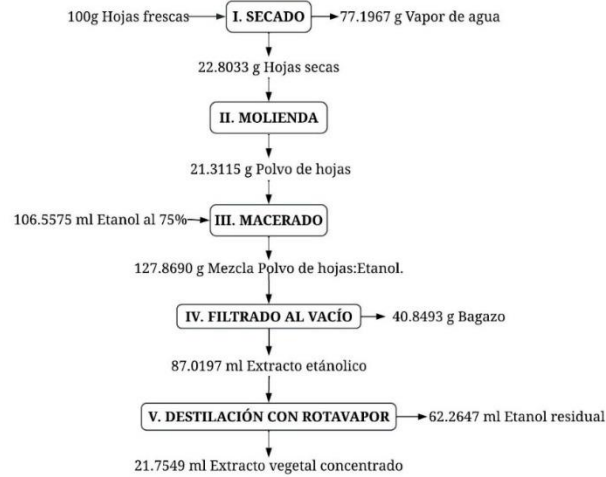 100g Hojas frescas I. SECADO 77.1967 g Vapor de agua
22.8033 g Hojas secas
II. MOLIENDA
21.3115 g Polvo de hojas
106.5575 ml Etanol al 75% III. MACERADO
127.8690 g Mezcla Polvo de hojas:Etanol.
IV. FILTRADO AL VACÍO 40.8493 g Bagazo
87.0197 ml Extracto etánolico
V. DESTILACIÓN CON ROTAVAPOR 62.2647 ml Etanol residual
21.7549 ml Extracto vegetal concentrado